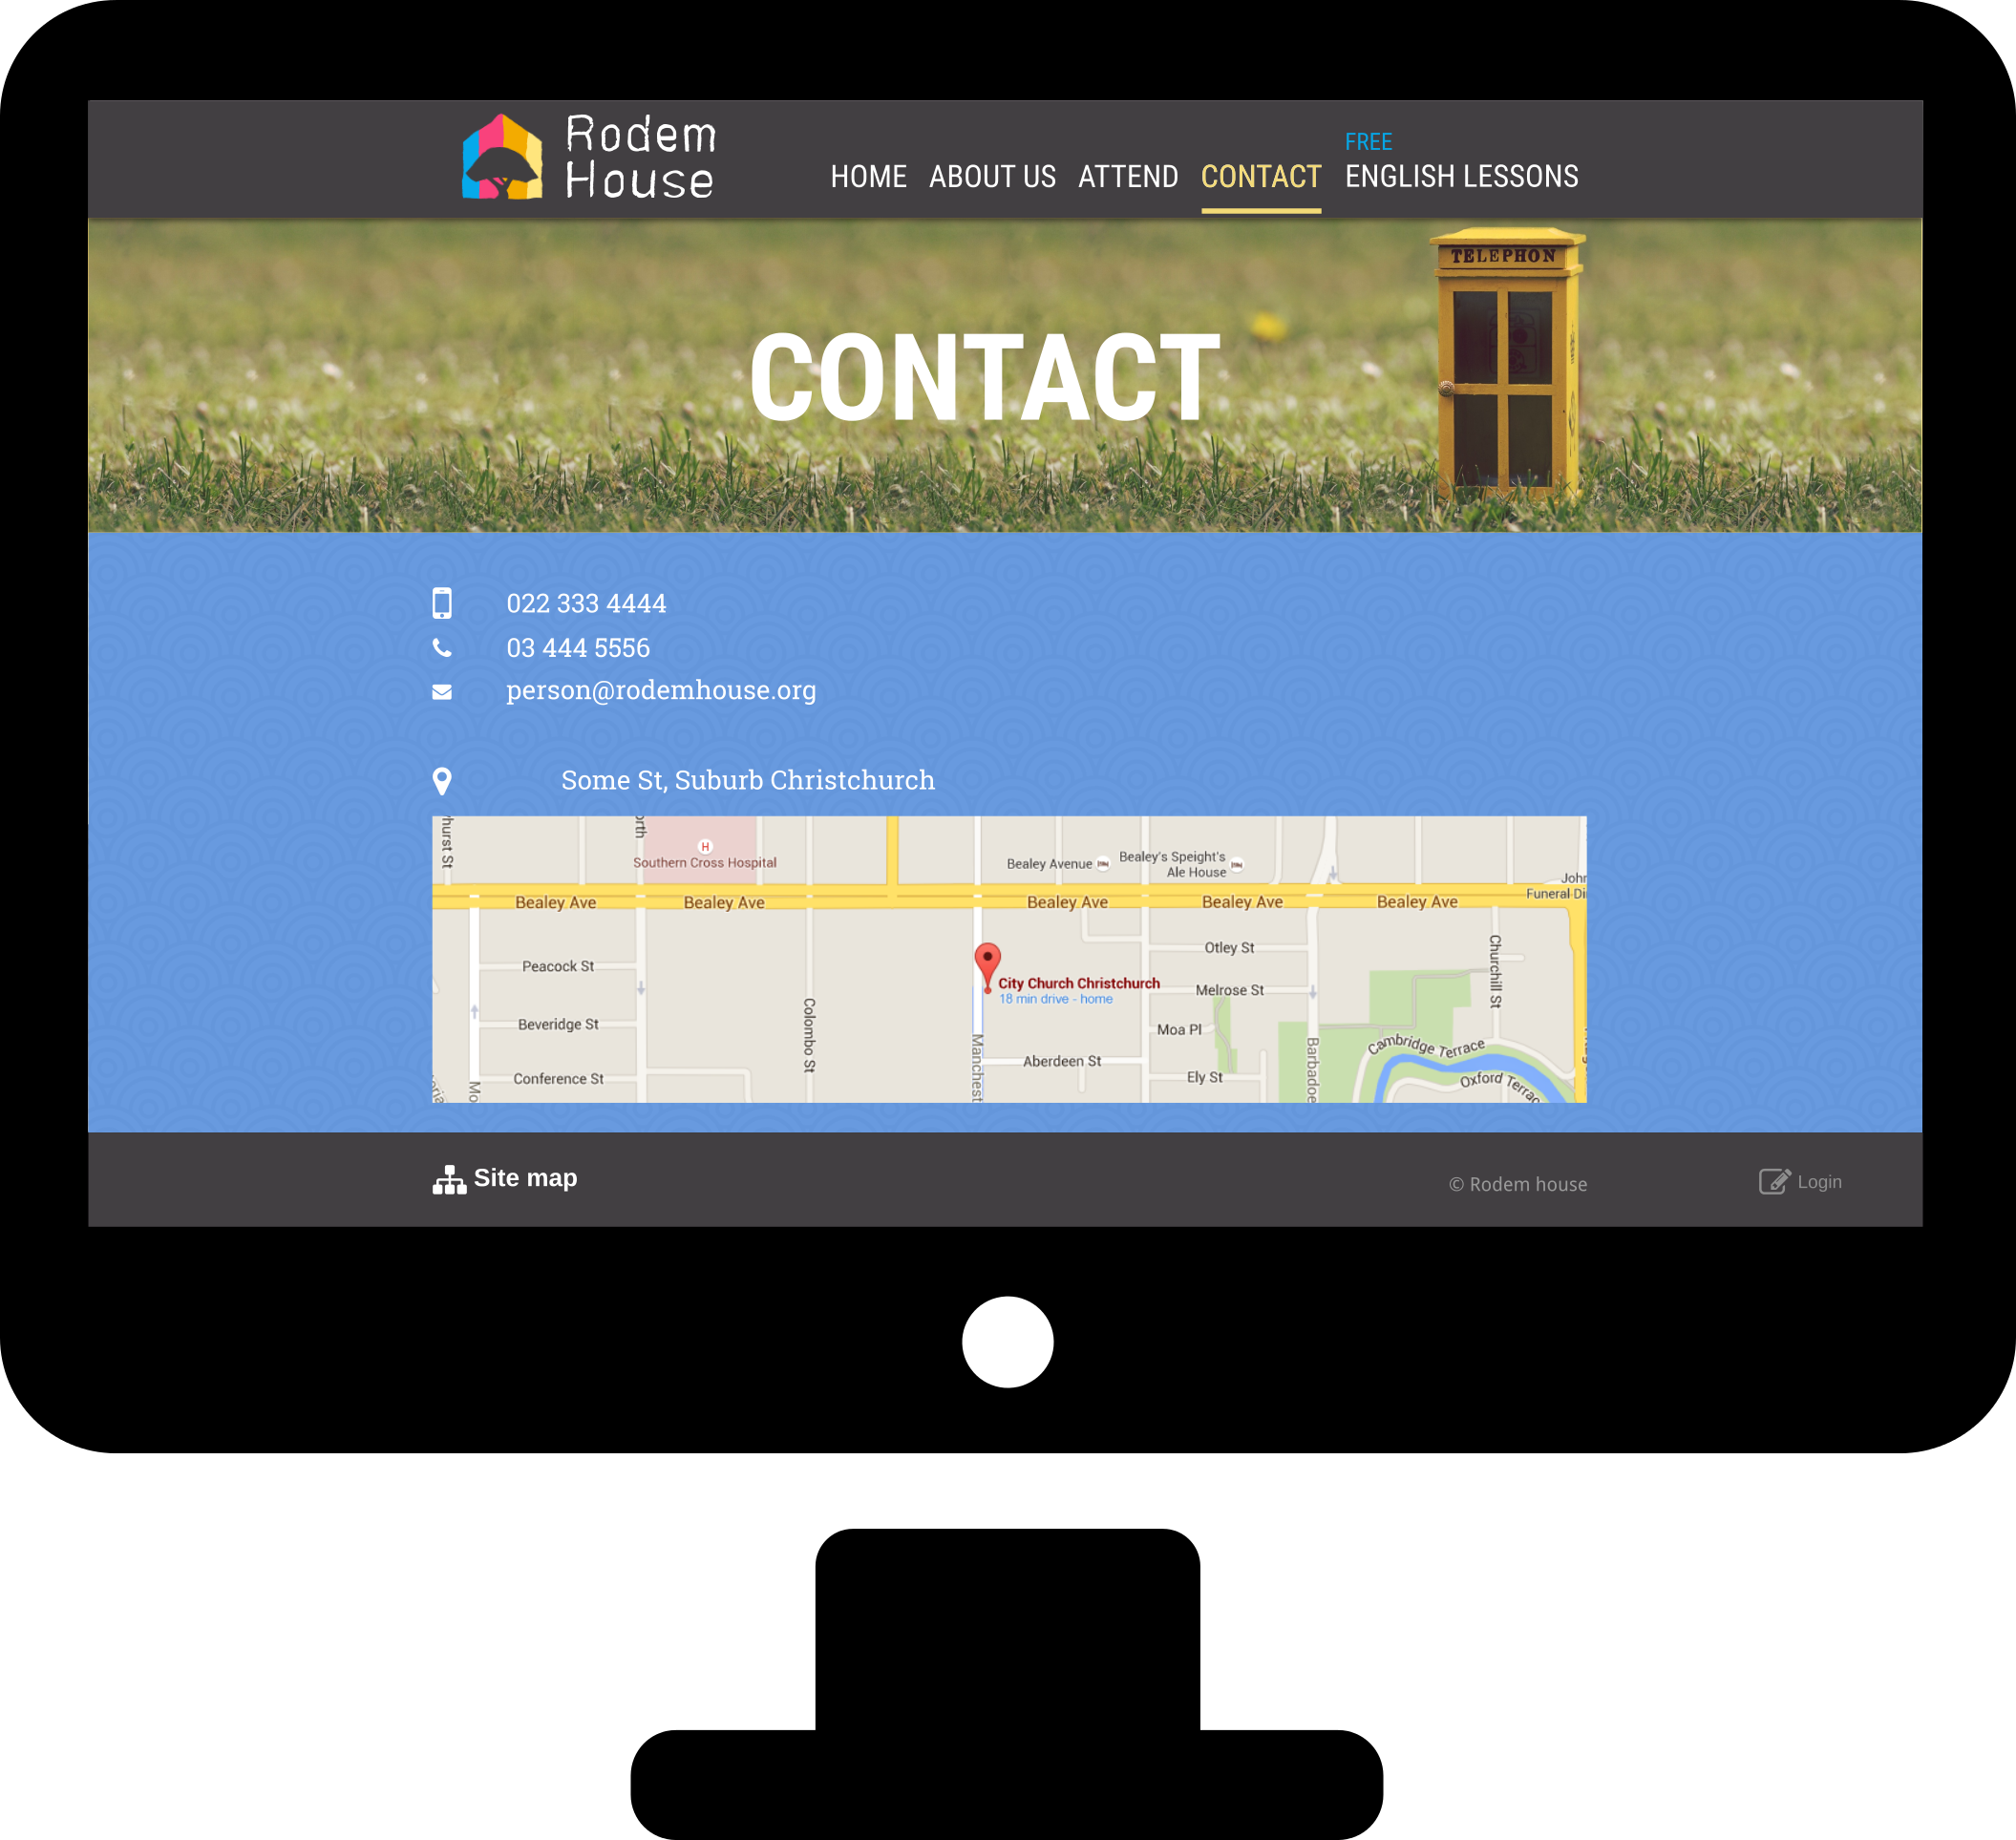 Rodem
House
HOME ABOUT US ATTEND CONTACT FREE
ENGLISH LESSONS
TELEPHON
CONTACT
022 333 4444
03 444 5556
person@rodemhouse.org
Some St, Suburb Christchurch
hurst St
orth
H
Southern Cross Hospital
Bealey Avenue
Bealey's Speight's
Ale House
John
Funeral Di
Bealey Ave
Bealey Ave
Bealey Ave
Bealey Ave
Bealey Ave
Peacock St
Otley St
Churchill St
City Church Christchurch
18 min drive - home
Melrose St
Colombo St
Beveridge St
Moa Pl
Manchest
Barbadoe
Cambridge Terrace
Aberdeen St
Conference St
Mo
Ely St
Oxford Terrac
Site map
© Rodem house
Login